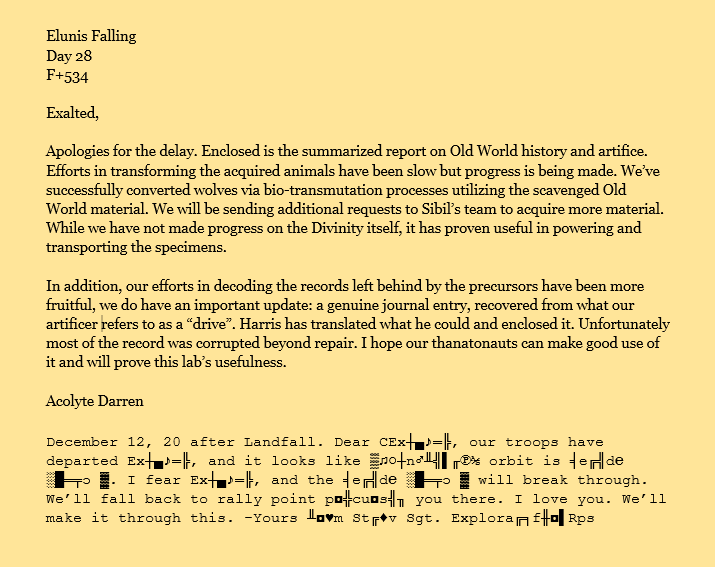 Elunis Falling
Day 28
F+534
Exalted,
Apologies for the delay. Enclosed is the summarized report on Old World history and artifice.
Efforts in transforming the acquired animals have been slow but progress is being made. We’ve
successfully converted wolves via bio-transmutation processes utilizing the scavenged Old
World material. We will be sending additional requests to Sibil’s team to acquire more material.
While we have not made progress on the Divinity itself, it has proven useful in powering and
transporting the specimens.
In addition, our efforts in decoding the records left behind by the precursors have been more
fruitful, we do have an important update: a genuine journal entry, recovered from what our
artificer refers to as a “drive”. Harris has translated what he could and enclosed it. Unfortunately
most of the record was corrupted beyond repair. I hope our thanatonauts can make good use of
it and will prove this lab’s usefulness.
Acolyte Darren
December 12, 20 after Landfall. Dear CEx┼▄♪═╠, our troops have
departed Ex┼▄♪═╠, and it looks like orbit is
I fear Ex┼▄♪═╠, and the will break through.
We’ll fall back to rally point you there. I love you. We’ll
make it through this. –Yours Sgt.